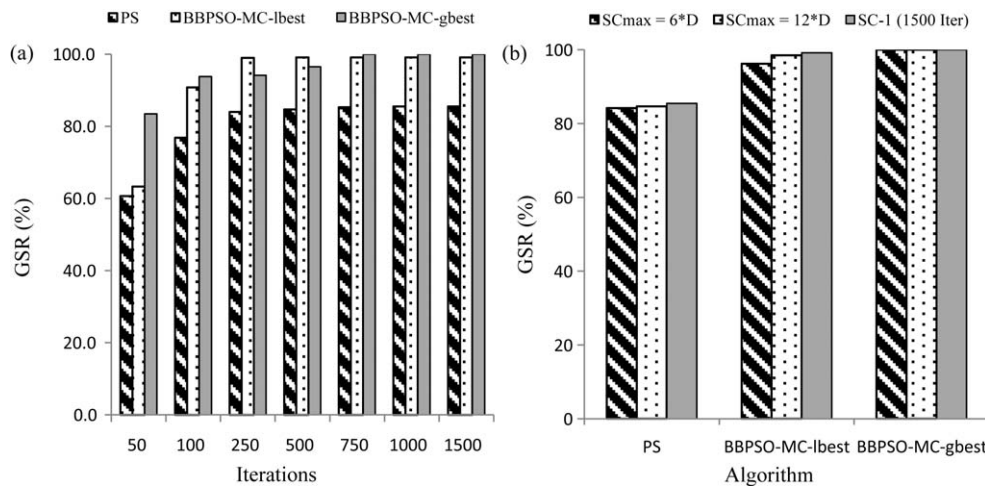 (a)
PS BBPSO-MC-lbest BBPSO-MC-gbest
100.0
80.0
60.0
40.0
20.0
0.0
GSR (%)
50 100 250 500 750 1000 1500
Iterations
(b)
SCmax = 6*D SCmax = 12*D SC-1 (1500 Iter)
100
80
60
40
20
0
GSR (%)
PS BBPSO-MC-lbest BBPSO-MC-gbest
Algorithm